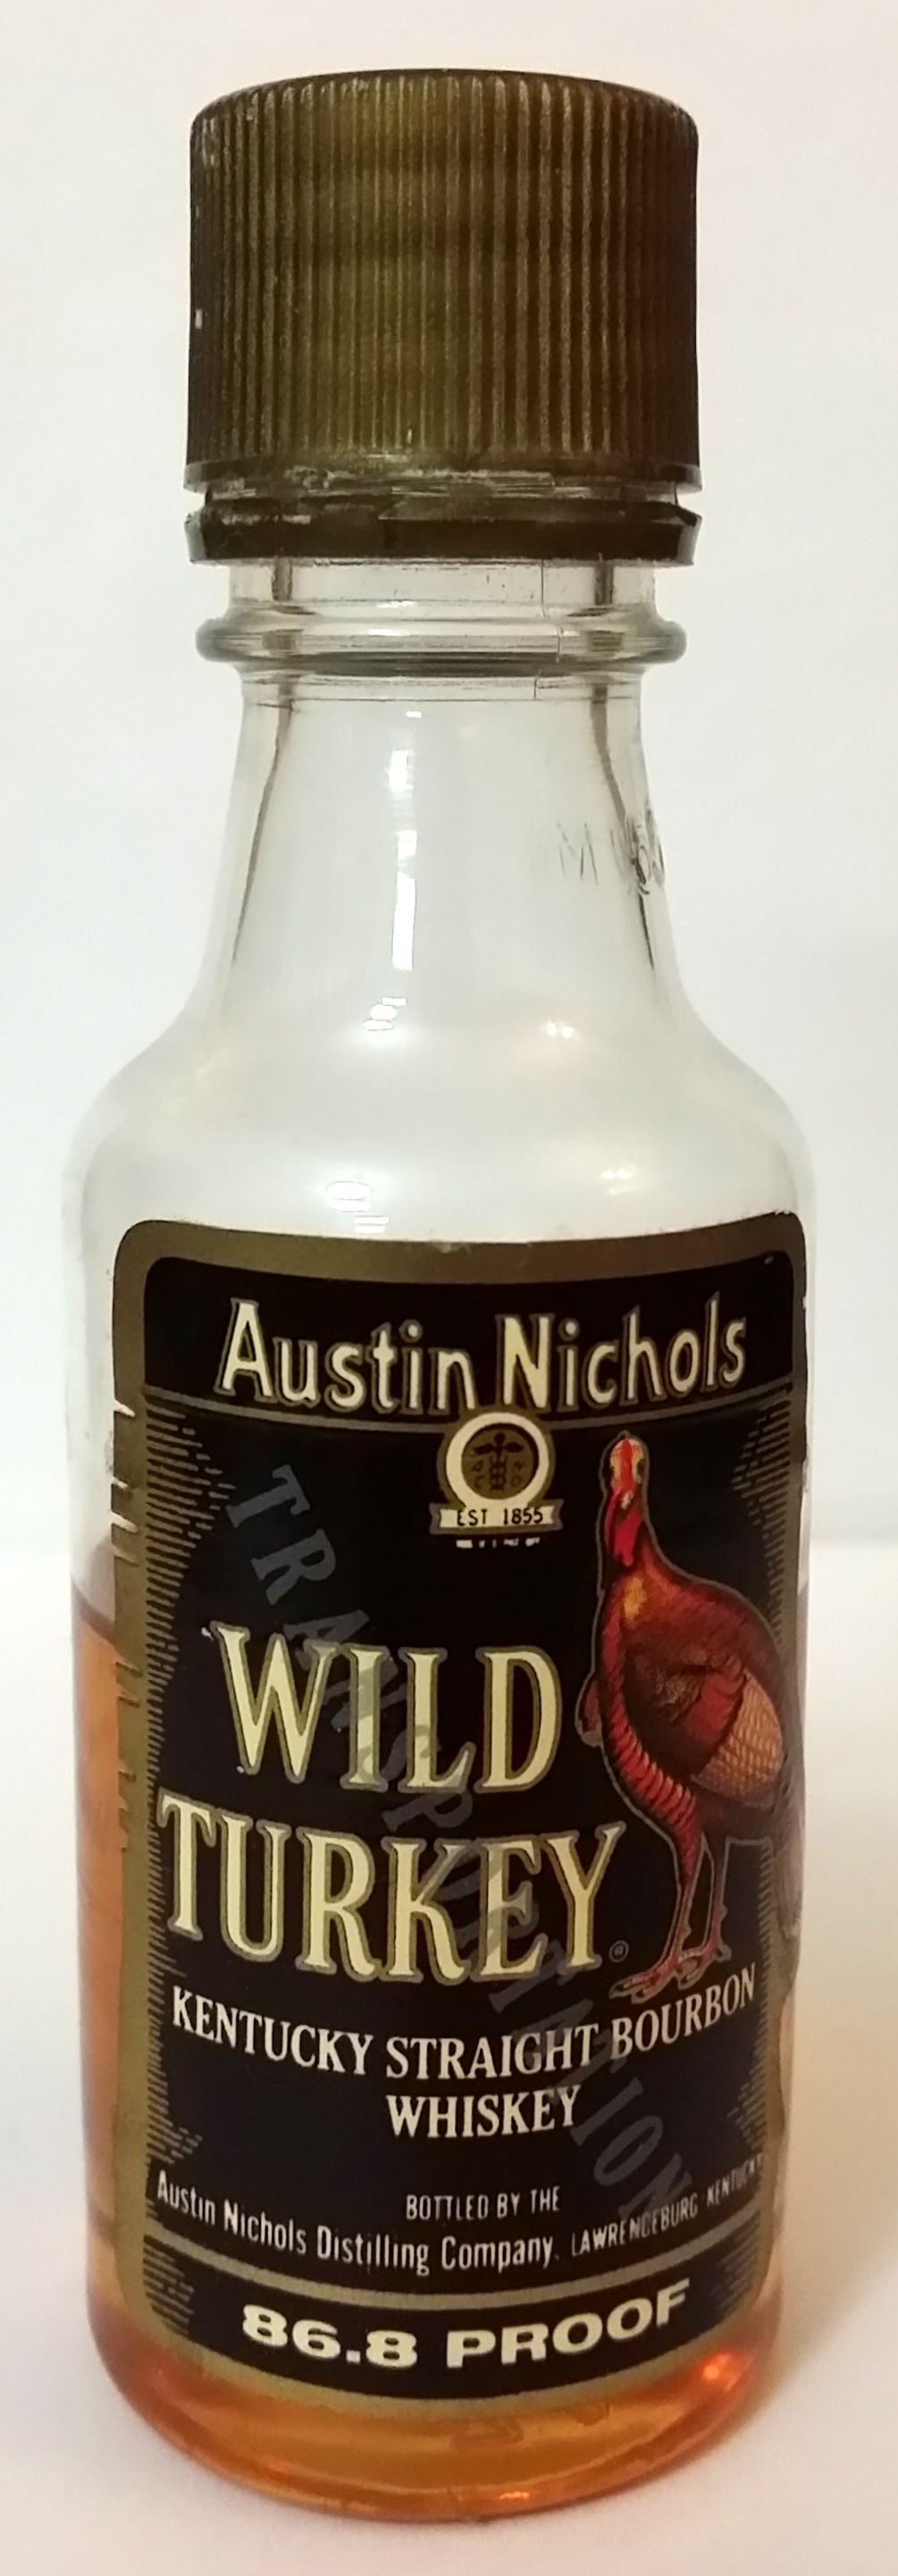 Austin Nichols
EST 1855
WILD
TURKEY®
KENTUCKY STRAIGHT BOURBON
WHISKEY
BOTTLED BY THE
Austin Nichols Distilling Company, LAWRENCEBURG KENTUCKY
86.8 PROOF
TRANSPORTATION